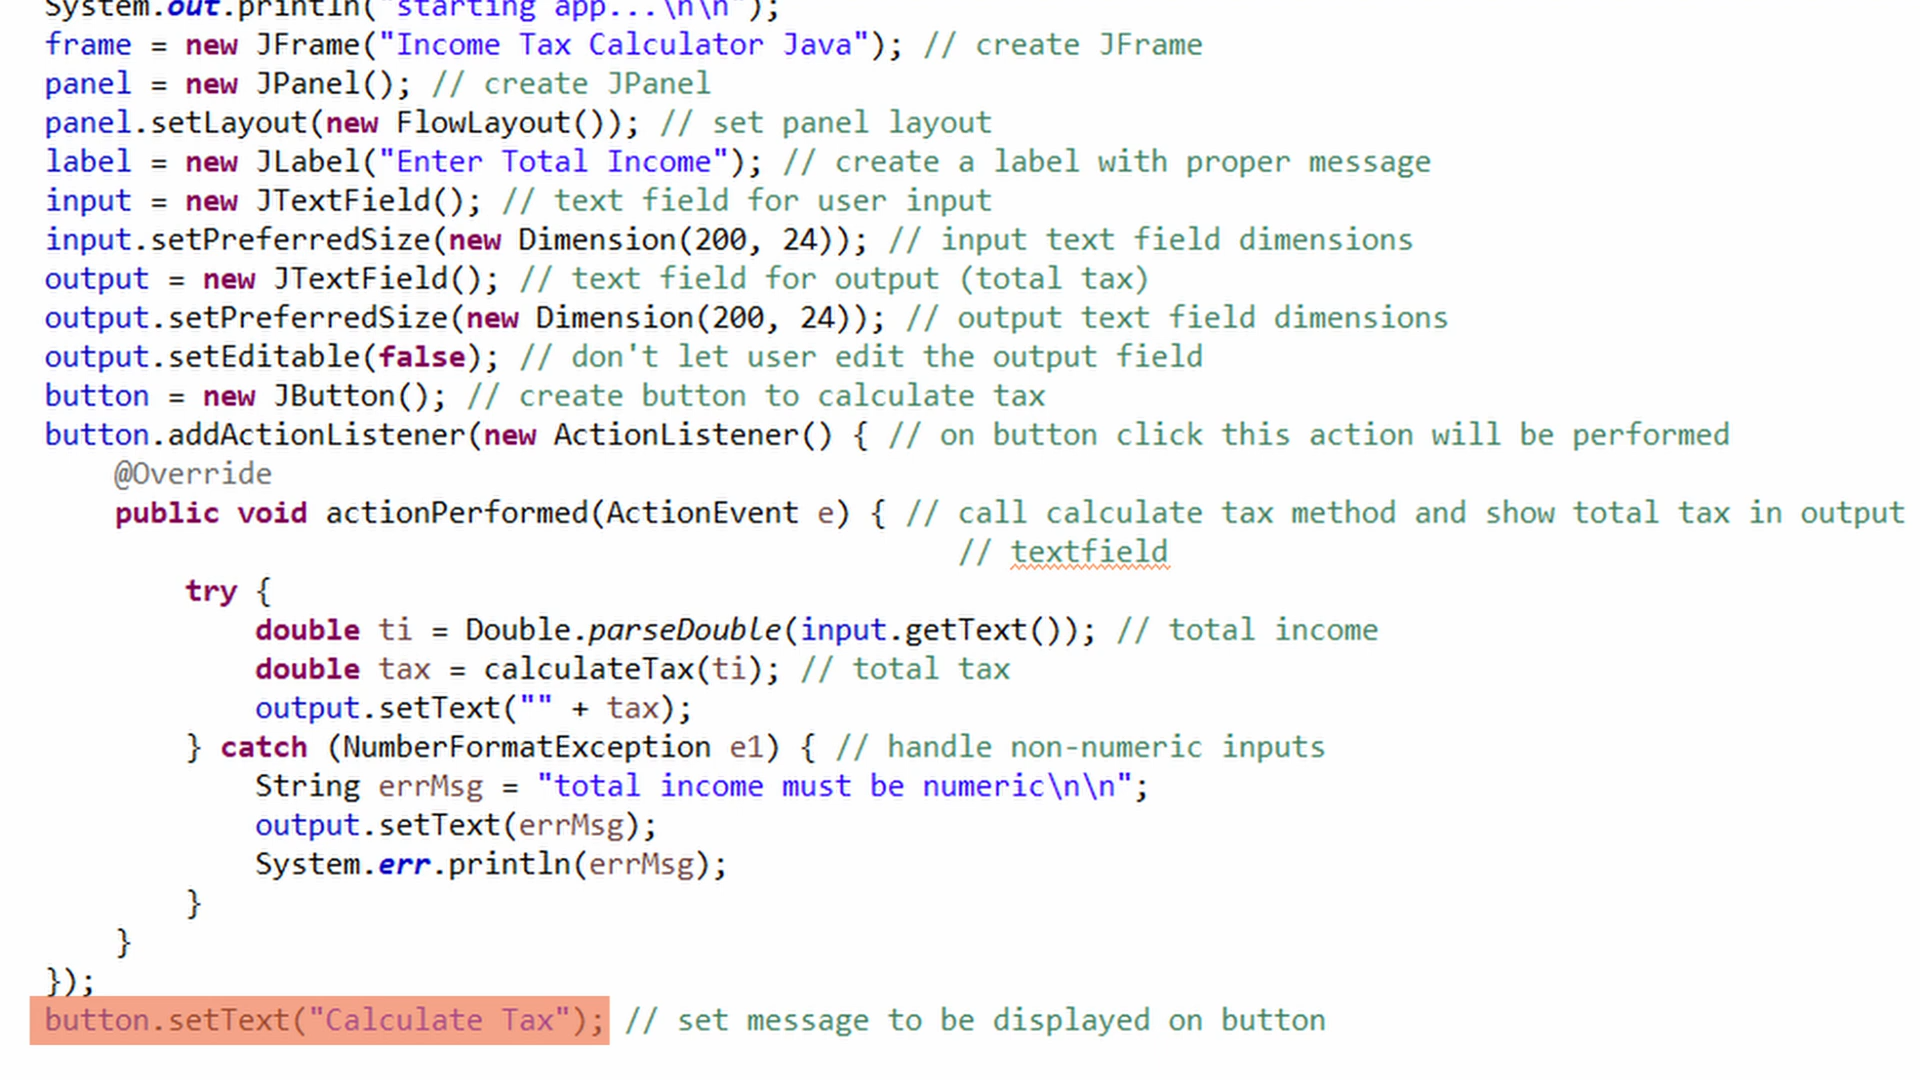 System.out.println("starting app...\n\n");
frame = new JFrame("Income Tax Calculator Java"); // create JFrame
panel = new JPanel(); // create JPanel
panel.setLayout(new FlowLayout()); // set panel layout
label = new JLabel("Enter Total Income"); // create a label with proper message
input = new JTextField(); // text field for user input
input.setPreferredSize(new Dimension(200, 24)); // input text field dimensions
output = new JTextField(); // text field for output (total tax)
output.setPreferredSize(new Dimension(200, 24)); // output text field dimensions
output.setEditable(false); // don't let user edit the output field
button = new JButton(); // create button to calculate tax
button.addActionListener(new ActionListener() { // on button click this action will be performed
    @Override
    public void actionPerformed(ActionEvent e) { // call calculate tax method and show total tax in output
                                                    // textfield
        try {
            double ti = Double.parseDouble(input.getText()); // total income
            double tax = calculateTax(ti); // total tax
            output.setText("" + tax);
        } catch (NumberFormatException e1) { // handle non-numeric inputs
            String errMsg = "total income must be numeric\n\n";
            output.setText(errMsg);
            System.err.println(errMsg);
        }
    }
});
button.setText("Calculate Tax"); // set message to be displayed on button